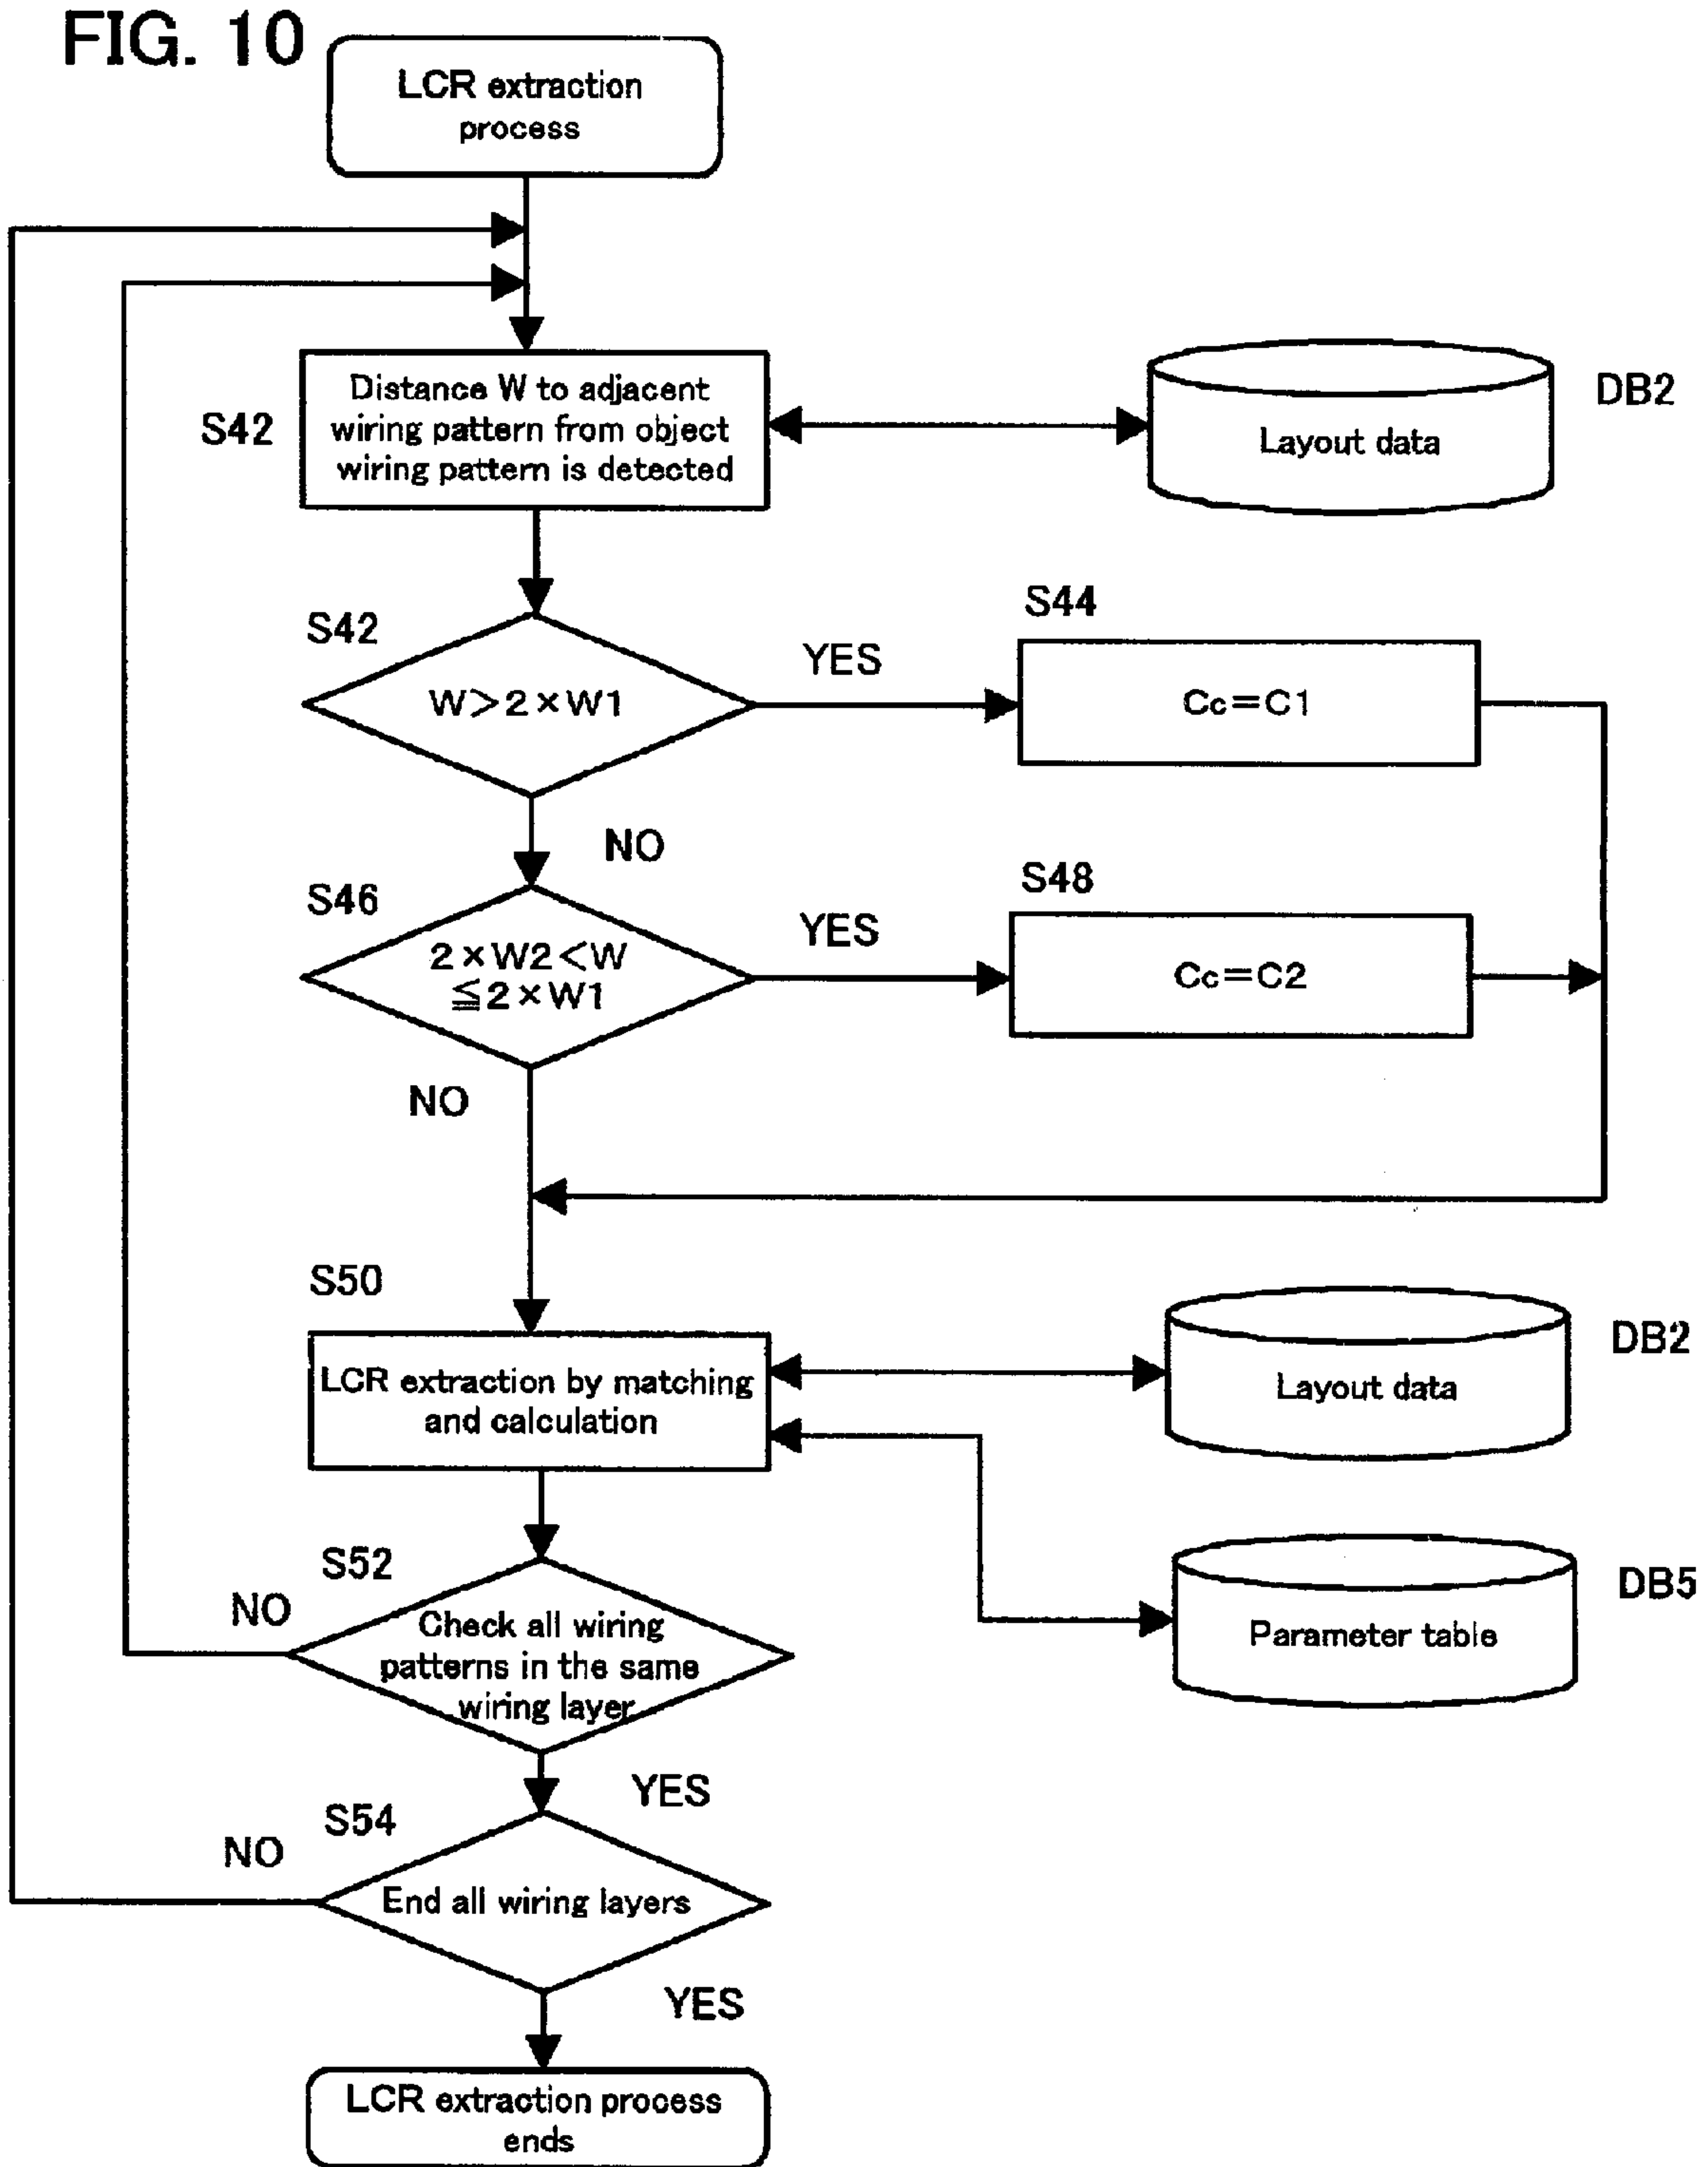 FIG. 10
LCR extraction
process
Distance W to adjacent
wiring pattern from object
wiring pattern is detected
S42
Layout data
DB2
S42
W>2×W1
YES
S44
Cc=C1
NO
S46
2×W2<W
≦2×W1
YES
S48
Cc=C2
NO
S50
LCR extraction by matching
and calculation
Layout data
DB2
Parameter table
DB5
S52
NO
Check all wiring
patterns in the same
wiring layer
YES
S54
NO
End all wiring layers
YES
LCR extraction process
ends